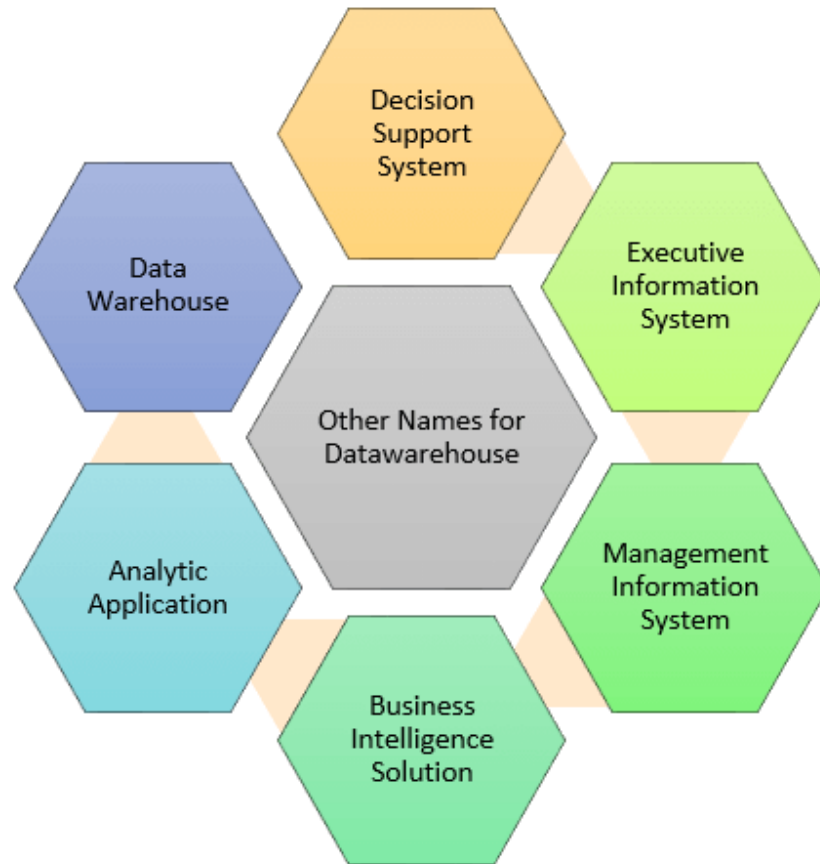 Decision
Support
System
Executive
Information
System
Management
Information
System
Business
Intelligence
Solution
Analytic
Application
Data
Warehouse
Other Names for
Datawarehouse